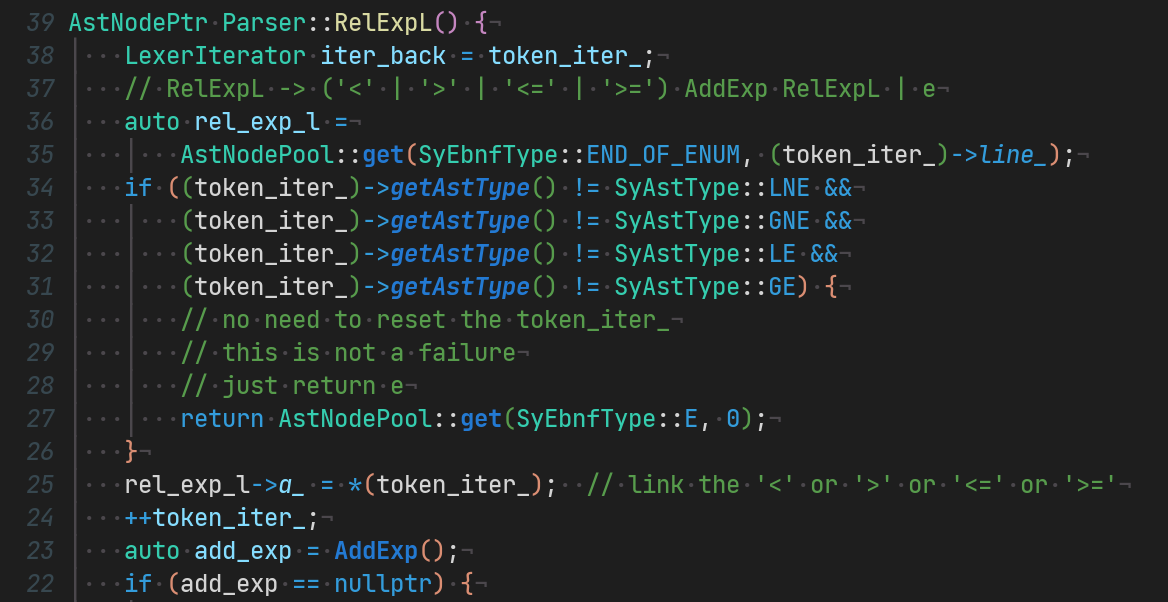 39 AstNodePtr Parser::RelExpL() {
38 LexerIterator iter_back = token_iter_;
37 // RelExpL -> ('<' | '>' | '<=' | '>=') AddExp RelExpL | e
36 auto rel_exp_l =
35 AstNodePool::get(SyEbnfType::END_OF_ENUM, (token_iter_)->line_);
34 if ((token_iter_)->getAstType() != SyAstType::LNE &&
33 (token_iter_)->getAstType() != SyAstType::GNE &&
32 (token_iter_)->getAstType() != SyAstType::LE &&
31 (token_iter_)->getAstType() != SyAstType::GE) {
30 // no need to reset the token_iter_
29 // this is not a failure
28 // just return e
27 return AstNodePool::get(SyEbnfType::E, 0);
26 }
25 rel_exp_l->a_ = *(token_iter_);  // link the '<' or '>' or '<=' or '>='
24 ++token_iter_;
23 auto add_exp = AddExp();
22 if (add_exp == nullptr) {